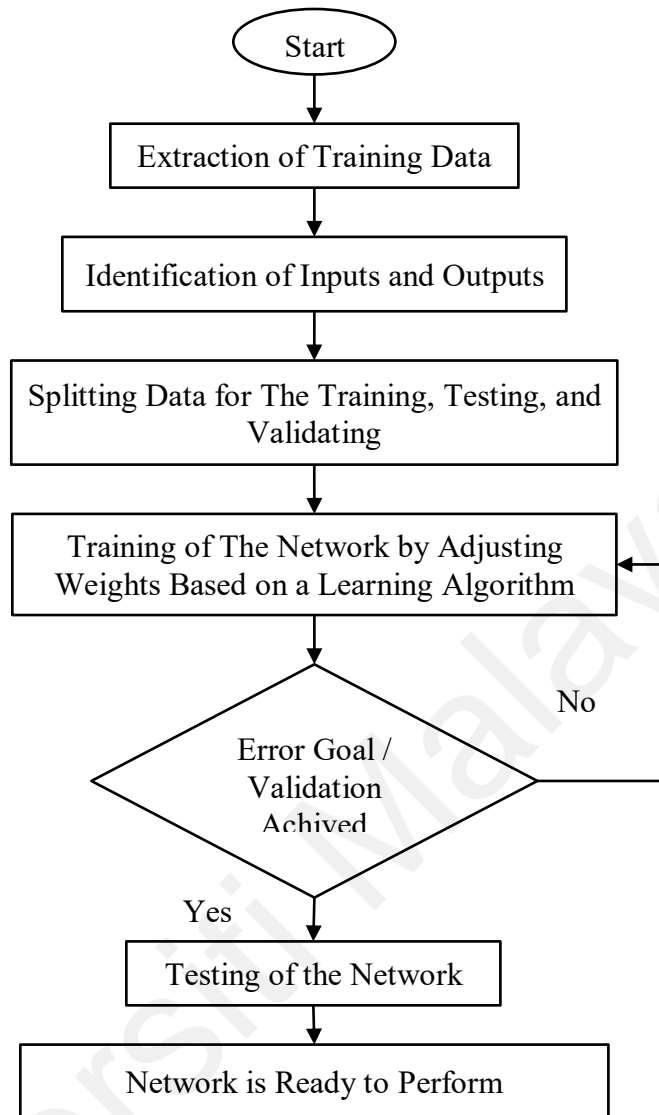 Start
Extraction of Training Data
Identification of Inputs and Outputs
Splitting Data for The Training, Testing, and
Validating
Training of The Network by Adjusting
Weights Based on a Learning Algorithm
No
Error Goal /
Validation
Achived
Yes
Testing of the Network
Network is Ready to Perform
ersiti Malay